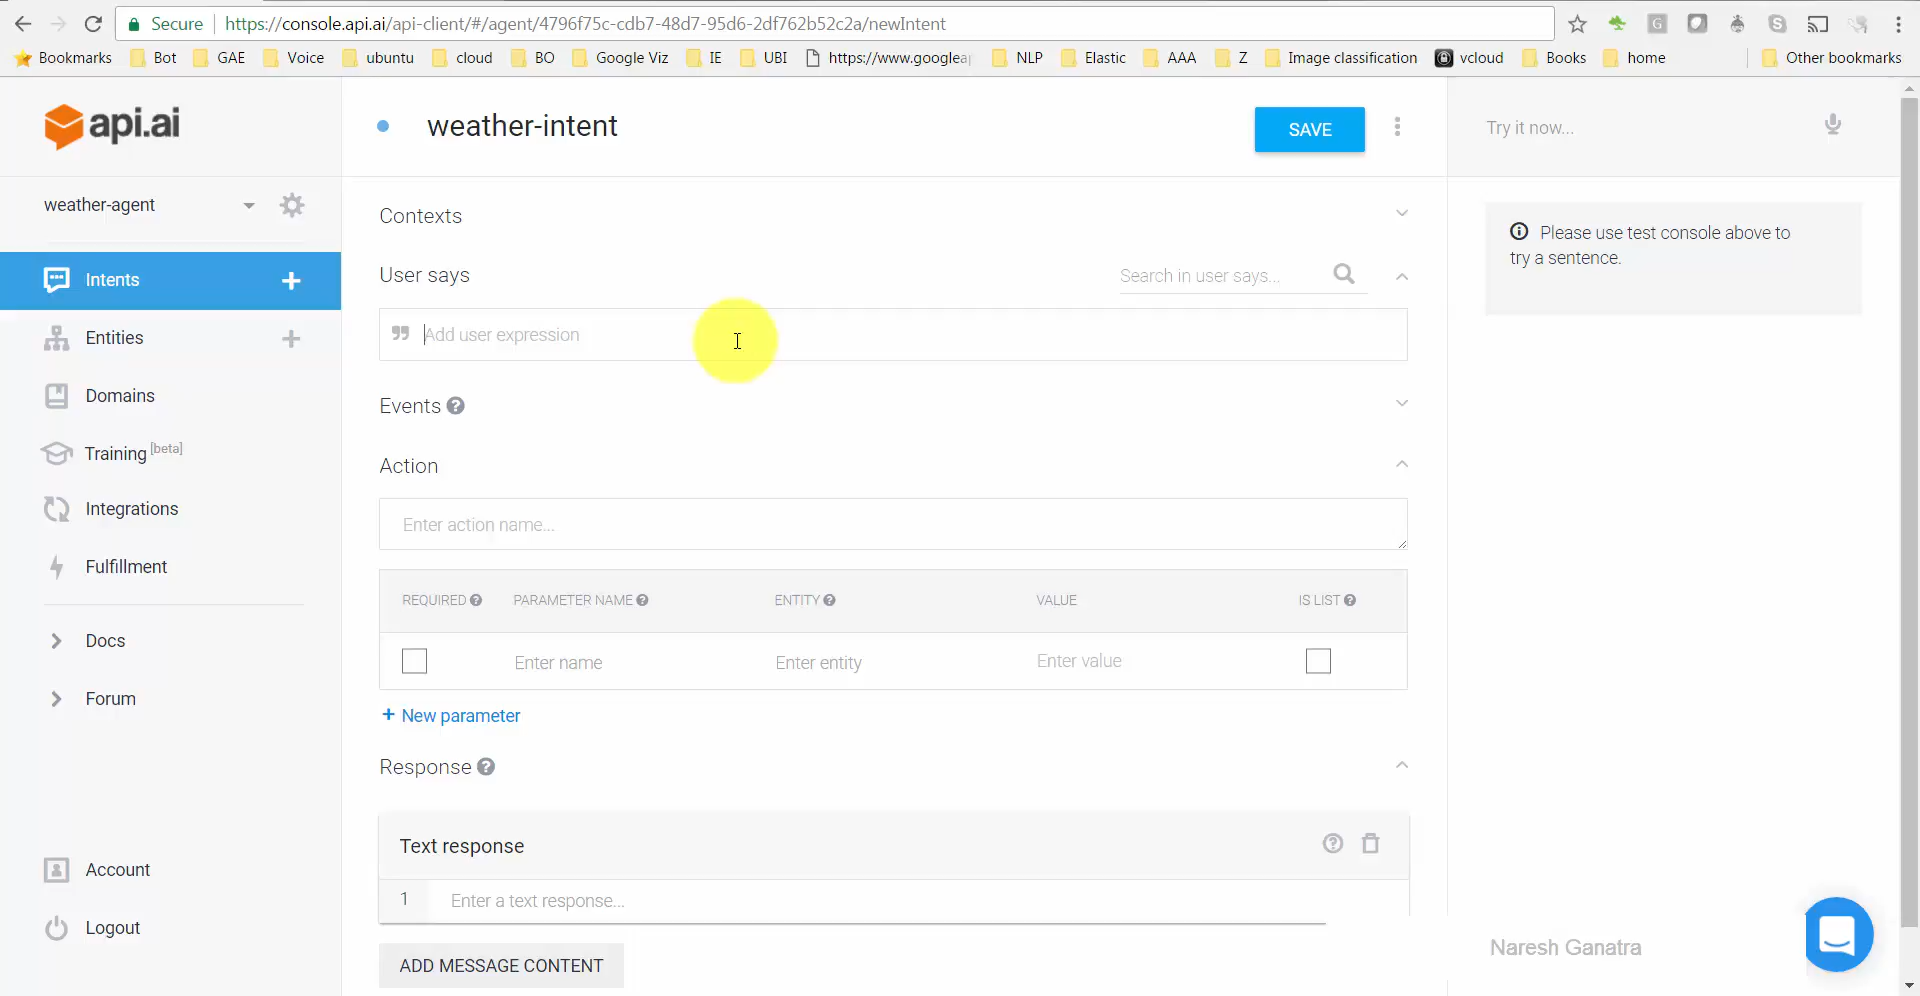 Secure https://console.api.ai/api-client/#/agent/4796f75c-cdb7-48d7-95d6-2df762b52c2a/newIntent
Bookmarks Bot GAE Voice ubuntu cloud BO Google Viz IE UBI https://www.googleap NLP Elastic AAA Z Image classification vcloud Books home Other bookmarks
api.ai
weather-intent
SAVE
Try it now...
weather-agent
Contexts
Please use test console above to
try a sentence.
Intents
User says
Search in user says...
Entities
Add user expression
Domains
Events
Training [beta]
Action
Integrations
Enter action name...
Fulfillment
REQUIRED PARAMETER NAME ENTITY VALUE IS LIST
Docs
Enter name Enter entity Enter value
Forum
New parameter
Response
Text response
Account
1 Enter a text response...
Logout
ADD MESSAGE CONTENT
Naresh Ganatra